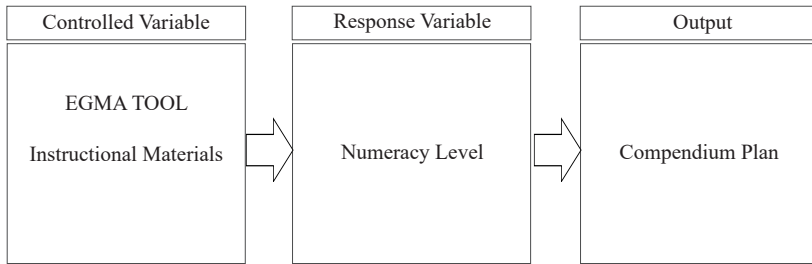 Controlled Variable
Response Variable
Output
EGMA TOOL
Instructional Materials
Numeracy Level
Compendium Plan